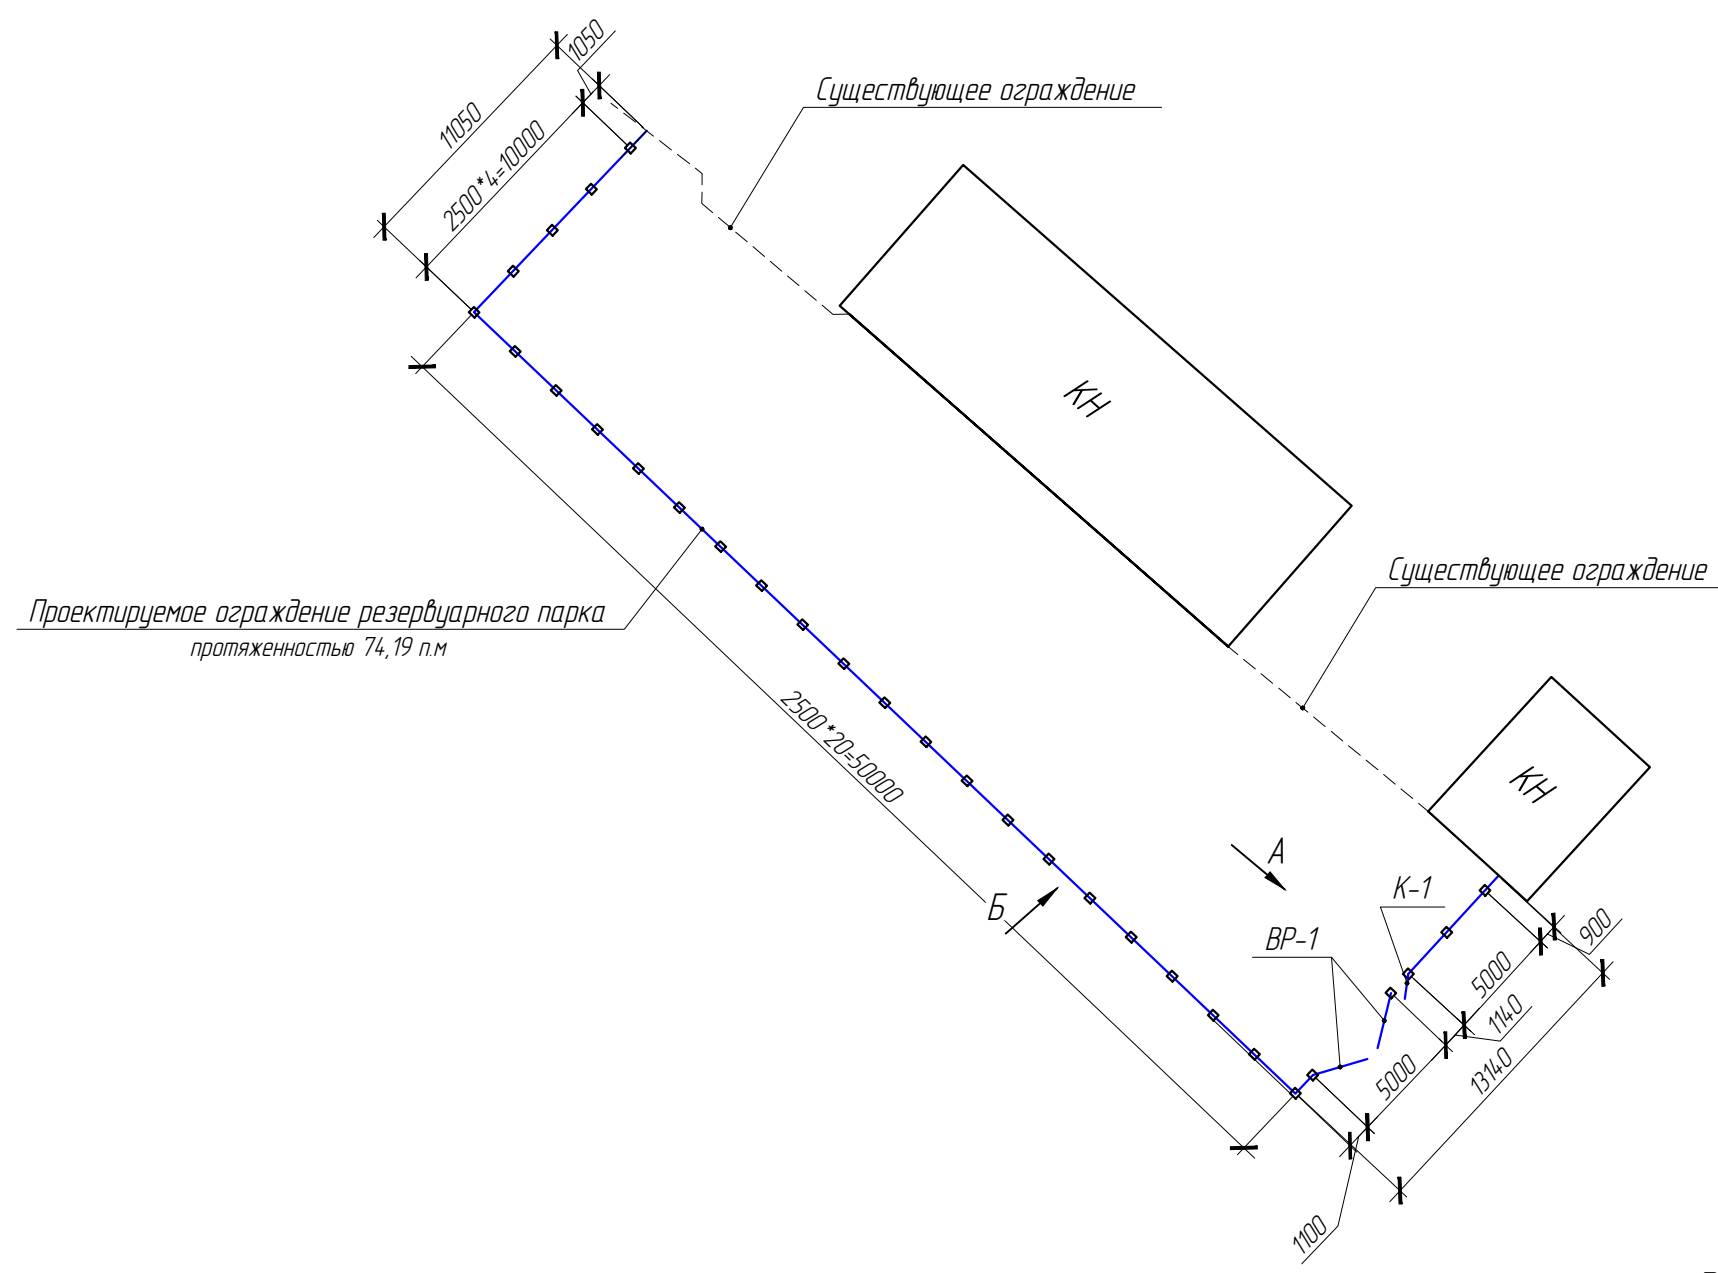 1050
11050
2500*4=10000
Существующее ограждение
КН
Существующее ограждение
Проектируемое ограждение резервуарного парка
протяженностью 74,19 п.м
2500*20=50000
КН
А
Б
К-1
ВР-1
900
5000
1140
5000
13140
1100